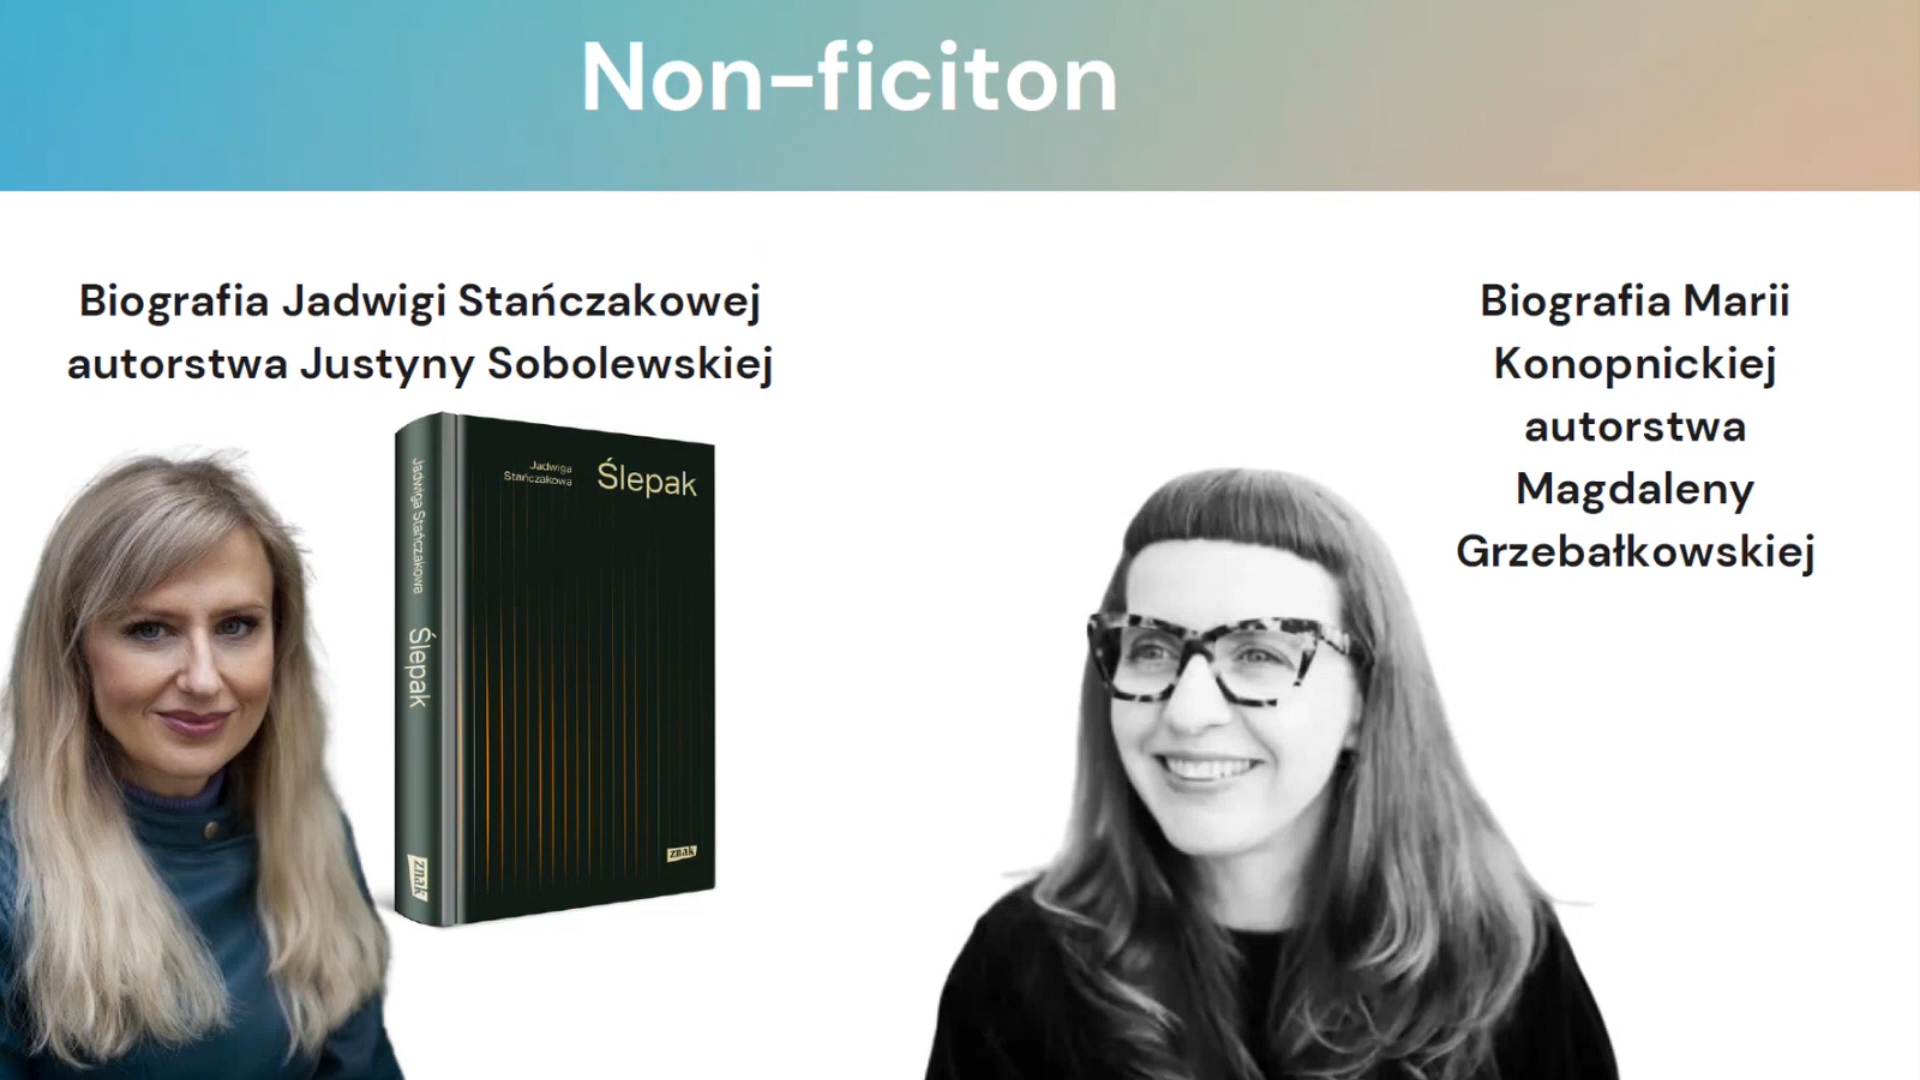 Non-ficiton
Biografia Jadwigi Stańczakowej
autorstwa Justyny Sobolewskiej
Jadwiga
Stańczakowa
Ślepak
Jadwiga Stańczakowa
Ślepak
znak
znak
Biografia Marii
Konopnickiej
autorstwa
Magdaleny
Grzebałkowskiej